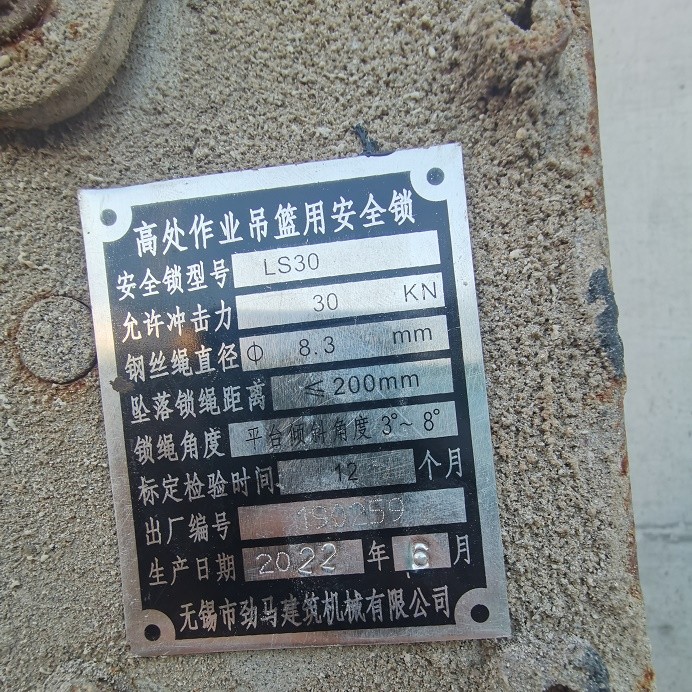 高处作业吊篮用安全锁
安全锁型号 LS30
允许冲击力 30 KN
钢丝绳直径 Φ 8.3 mm
坠落锁绳距离 ≤200mm
锁绳角度 平台倾斜角度 3°~8°
标定检验时间 12 个月
出厂编号 190259
生产日期 2022 年 6 月
无锡市劲马建筑机械有限公司